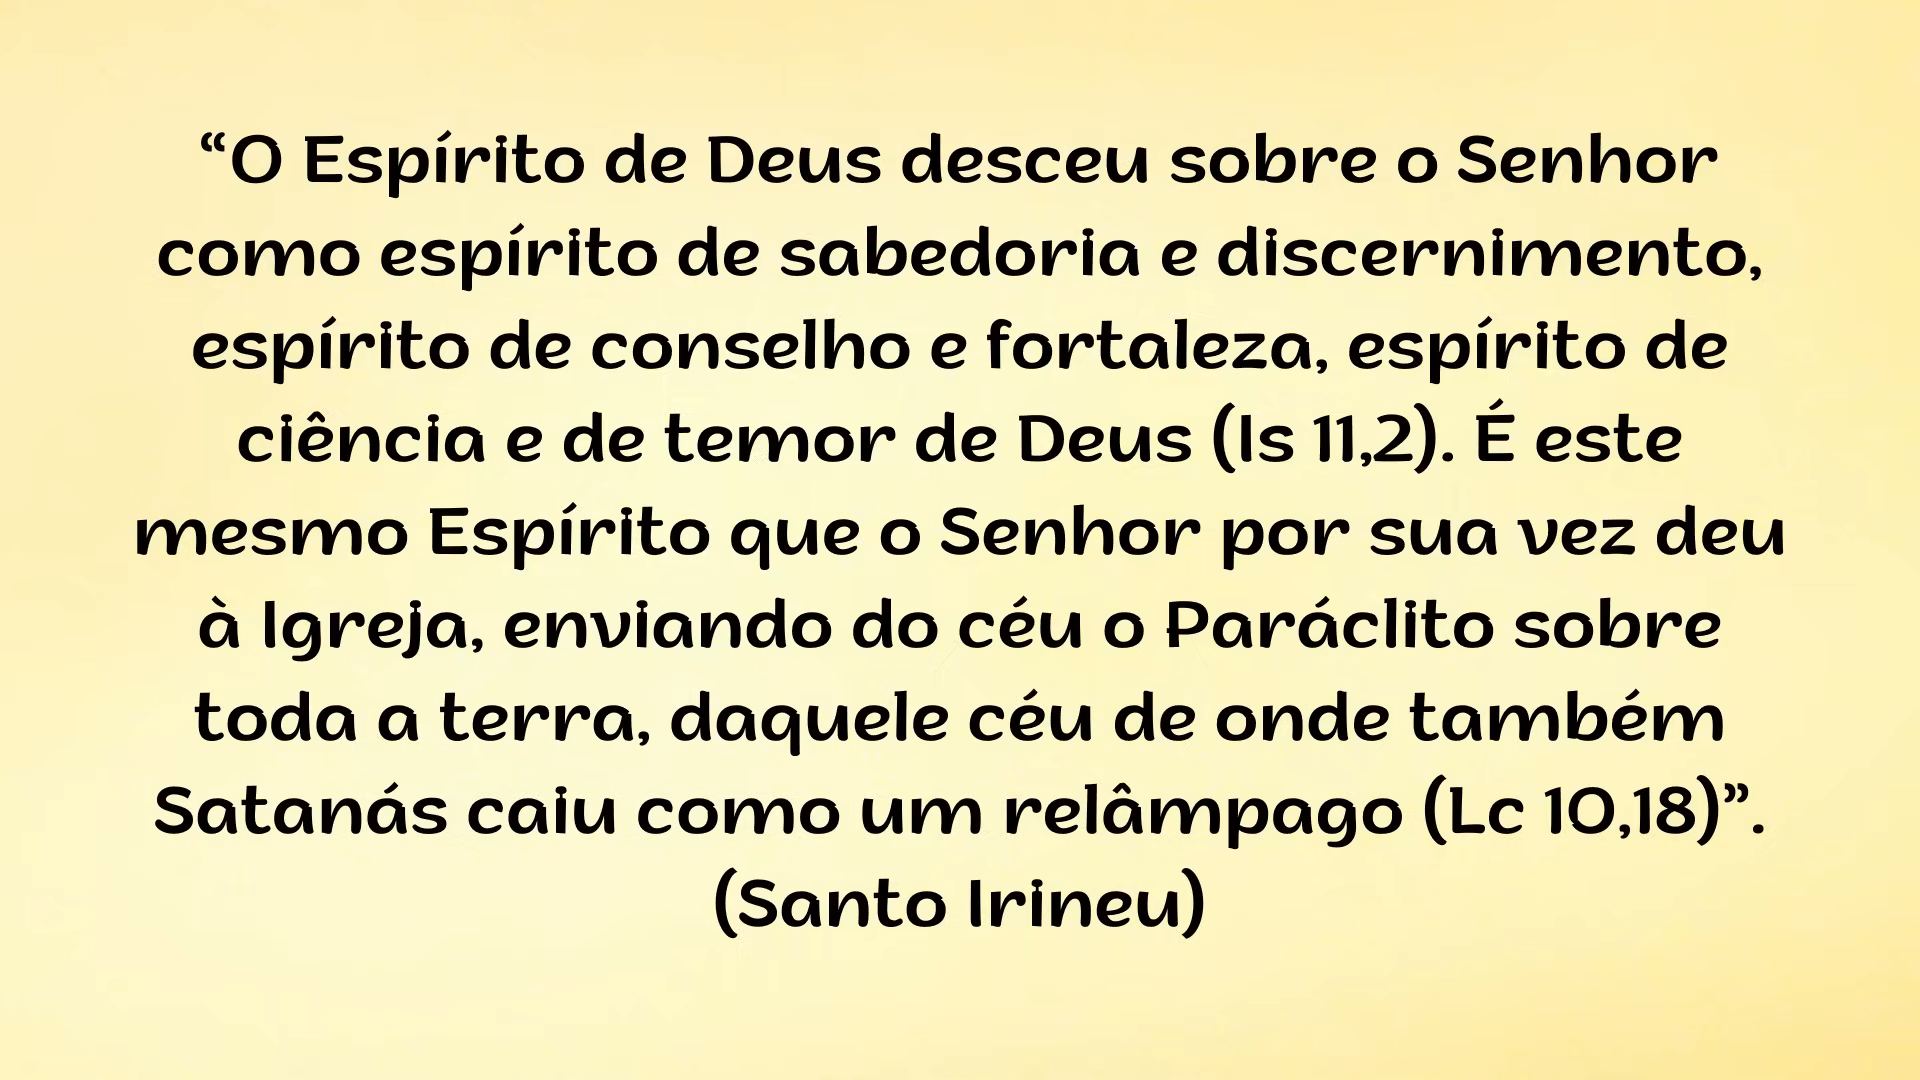 “O Espírito de Deus desceu sobre o Senhor
como espírito de sabedoria e discernimento,
espírito de conselho e fortaleza, espírito de
ciência e de temor de Deus (Is 11,2). É este
mesmo Espírito que o Senhor por sua vez deu
à Igreja, enviando do céu o Paráclito sobre
toda a terra, daquele céu de onde também
Satanás caiu como um relâmpago (Lc 10,18)”.
(Santo Irineu)